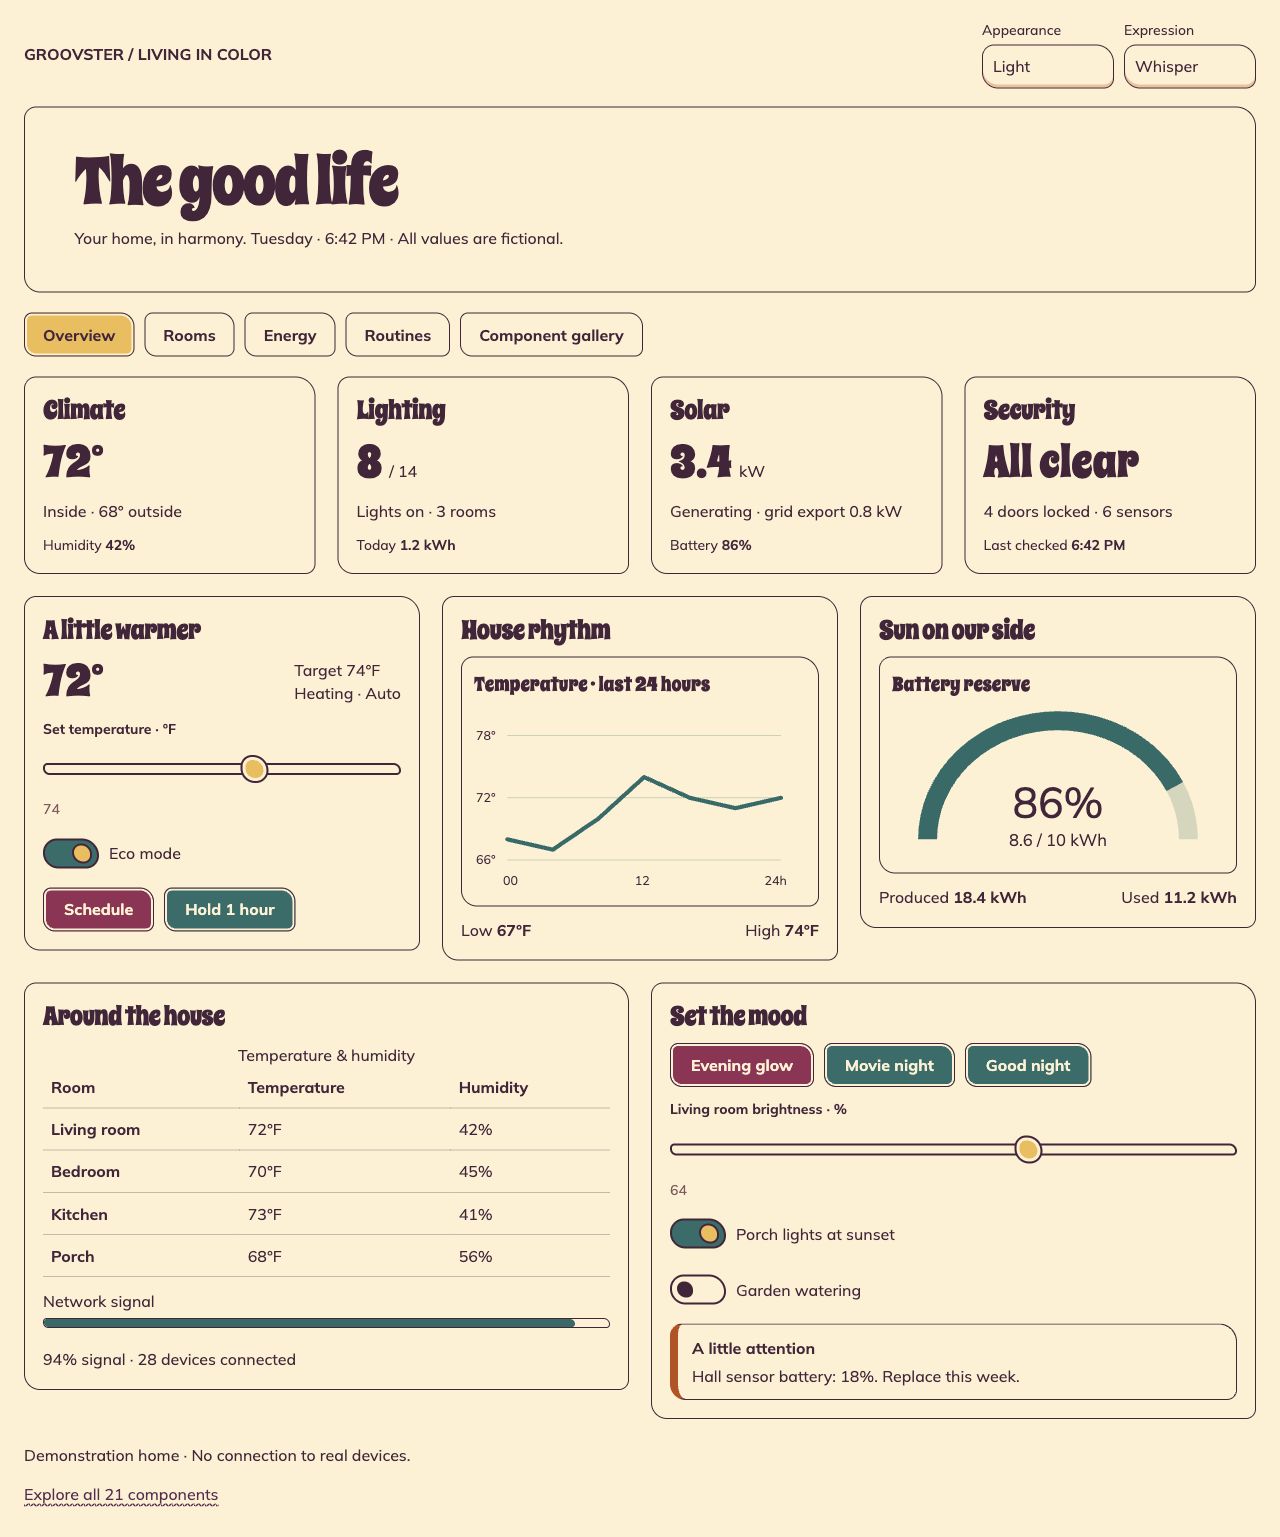 GROOVSTER / LIVING IN COLOR
Appearance
Expression
Light
Whisper
The good life
Your home, in harmony. Tuesday · 6:42 PM · All values are fictional.
Overview
Rooms
Energy
Routines
Component gallery
Climate
72°
Inside · 68° outside
Humidity 42%
Lighting
8 / 14
Lights on · 3 rooms
Today 1.2 kWh
Solar
3.4 kW
Generating · grid export 0.8 kW
Battery 86%
Security
All clear
4 doors locked · 6 sensors
Last checked 6:42 PM
A little warmer
72°
Target 74°F
Heating · Auto
Set temperature · °F
74
Eco mode
Schedule
Hold 1 hour
House rhythm
Temperature · last 24 hours
78°
72°
66°
00
12
24h
Low 67°F
High 74°F
Sun on our side
Battery reserve
86%
8.6 / 10 kWh
Produced 18.4 kWh
Used 11.2 kWh
Around the house
Temperature & humidity
Room Temperature Humidity
Living room 72°F 42%
Bedroom 70°F 45%
Kitchen 73°F 41%
Porch 68°F 56%
Network signal
94% signal · 28 devices connected
Set the mood
Evening glow
Movie night
Good night
Living room brightness · %
64
Porch lights at sunset
Garden watering
A little attention
Hall sensor battery: 18%. Replace this week.
Demonstration home · No connection to real devices.
Explore all 21 components